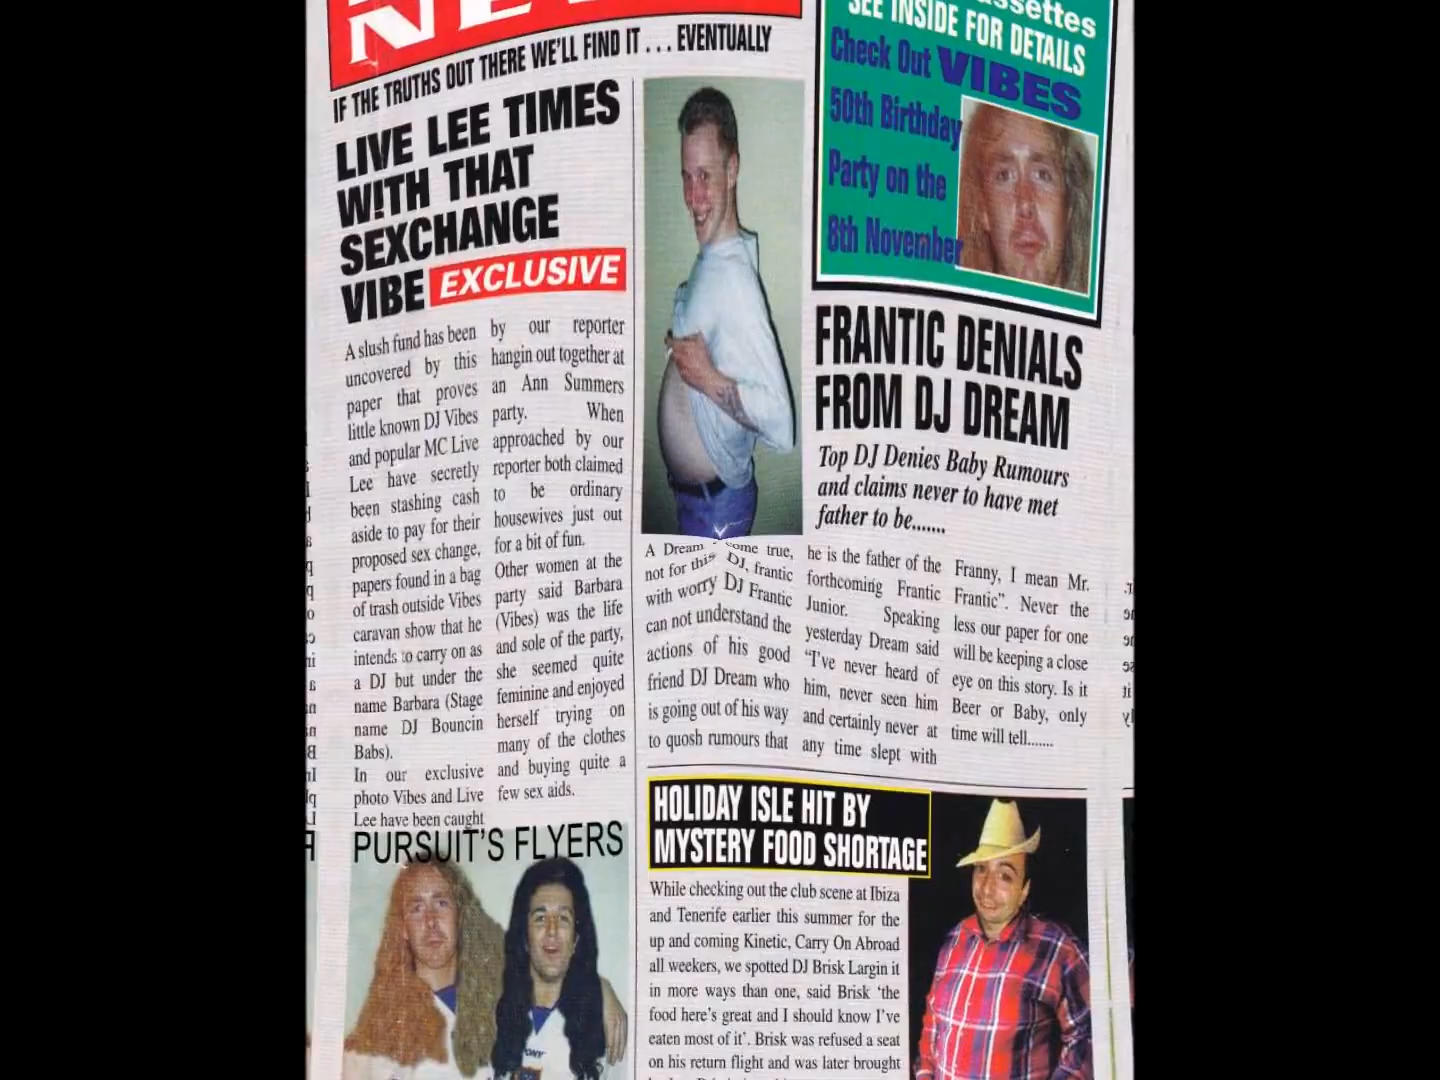 IF THE TRUTHS OUT THERE WE'LL FIND IT . . . EVENTUALLY
LIVE LEE TIMES
WITH THAT
SEXCHANGE
VIBE EXCLUSIVE
A slush fund has been
uncovered by this
paper that proves
little known DJ Vibes
and popular MC Live
Lee have secretly
been stashing cash
aside to pay for their
proposed sex change,
papers found in a bag
of trash outside Vibes
caravan show that he
intends to carry on as
a DJ but under the
name Barbara (Stage
name DJ Bouncin
Babs).
In our exclusive
photo Vibes and Live
Lee have been caught
by our reporter
hangin out together at
an Ann Summers
party. When
approached by our
reporter both claimed
to be ordinary
housewives just out
for a bit of fun.
Other women at the
party said Barbara
(Vibes) was the life
and sole of the party,
she seemed quite
feminine and enjoyed
herself trying on
many of the clothes
and buying quite a
few sex aids.
PURSUIT'S FLYERS
SEE INSIDE FOR DETAILS
Check Out VIBES
50th Birthday
Party on the
8th November
FRANTIC DENIALS
FROM DJ DREAM
Top DJ Denies Baby Rumours
and claims never to have met
father to be.......
A Dream come true,
not for this DJ, frantic
with worry DJ Frantic
can not understand the
actions of his good
friend DJ Dream who
is going out of his way
to quosh rumours that
he is the father of the
forthcoming Frantic
Junior. Speaking
yesterday Dream said
"I've never heard of
him, never seen him
and certainly never at
any time slept with
Franny, I mean Mr.
Frantic". Never the
less our paper for one
will be keeping a close
eye on this story. Is it
Beer or Baby, only
time will tell.......
HOLIDAY ISLE HIT BY
MYSTERY FOOD SHORTAGE
While checking out the club scene at Ibiza
and Tenerife earlier this summer for the
up and coming Kinetic, Carry On Abroad
all weekers, we spotted DJ Brisk Largin it
in more ways than one, said Brisk 'the
food here's great and I should know I've
eaten most of it'. Brisk was refused a seat
on his return flight and was later brought